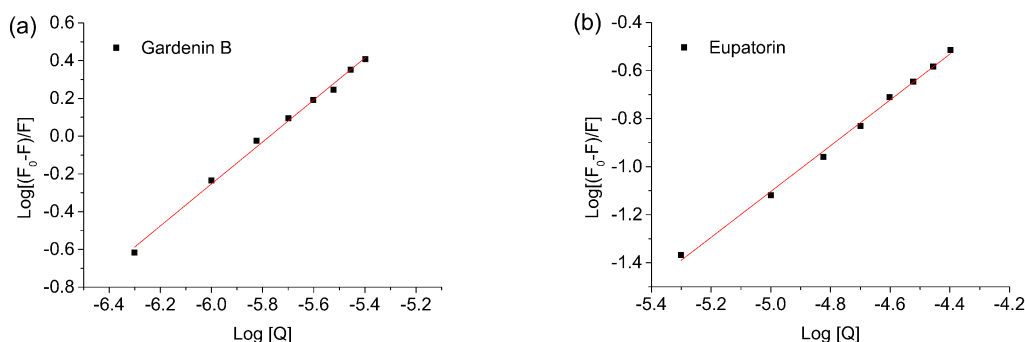 (a)
Gardenin B
0.6
0.4
0.2
0.0
-0.2
-0.4
-0.6
-0.8
Log[(F0-F)/F]
-6.4 -6.2 -6.0 -5.8 -5.6 -5.4 -5.2
Log [Q]
(b)
Eupatorin
-0.4
-0.6
-0.8
-1.0
-1.2
-1.4
Log[(F0-F)/F]
-5.4 -5.2 -5.0 -4.8 -4.6 -4.4 -4.2
Log [Q]